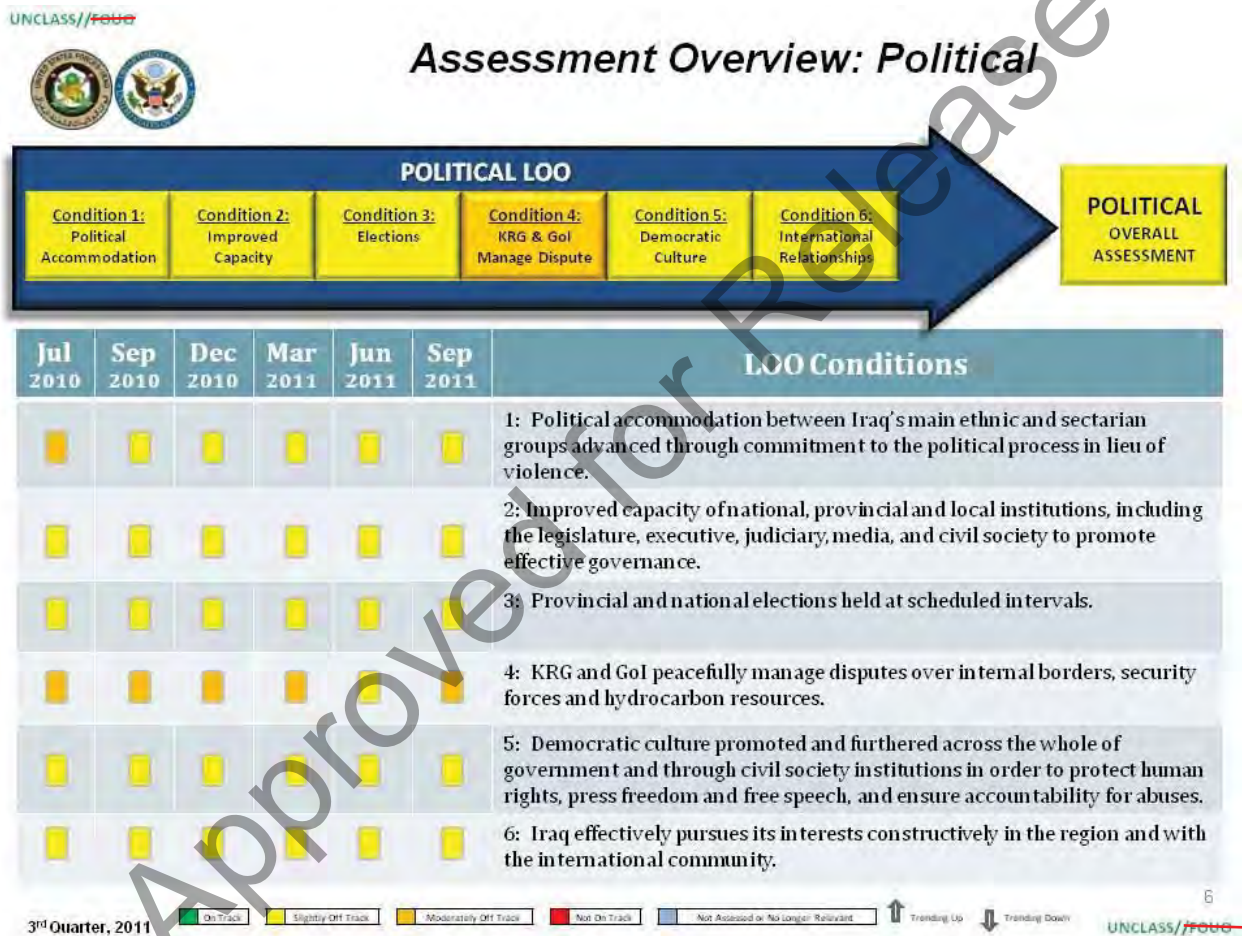 UNCLASS//FOUO
Assessment Overview: Political
POLITICAL LOO
Condition 1:
Political
Accommodation
Condition 2:
Improved
Capacity
Condition 3:
Elections
Condition 4:
KRG & GoI
Manage Dispute
Condition 5:
Democratic
Culture
Condition 6:
International
Relationships
POLITICAL
OVERALL
ASSESSMENT
Jul
2010
Sep
2010
Dec
2010
Mar
2011
Jun
2011
Sep
2011
LOO Conditions
1: Political accommodation between Iraq's main ethnic and sectarian
groups advanced through commitment to the political process in lieu of
violence.
2: Improved capacity of national, provincial and local institutions, including
the legislature, executive, judiciary, media, and civil society to promote
effective governance.
3: Provincial and national elections held at scheduled intervals.
4: KRG and GoI peacefully manage disputes over internal borders, security
forces and hydrocarbon resources.
5: Democratic culture promoted and furthered across the whole of
government and through civil society institutions in order to protect human
rights, press freedom and free speech, and ensure accountability for abuses.
6: Iraq effectively pursues its interests constructively in the region and with
the international community.
Approved for Release
6
3rd Quarter, 2011
On Track
Slightly Off Track
Moderately Off Track
Not On Track
Not Assessed or No Longer Relevant
Trending Up
Trending Down
UNCLASS//FOUO